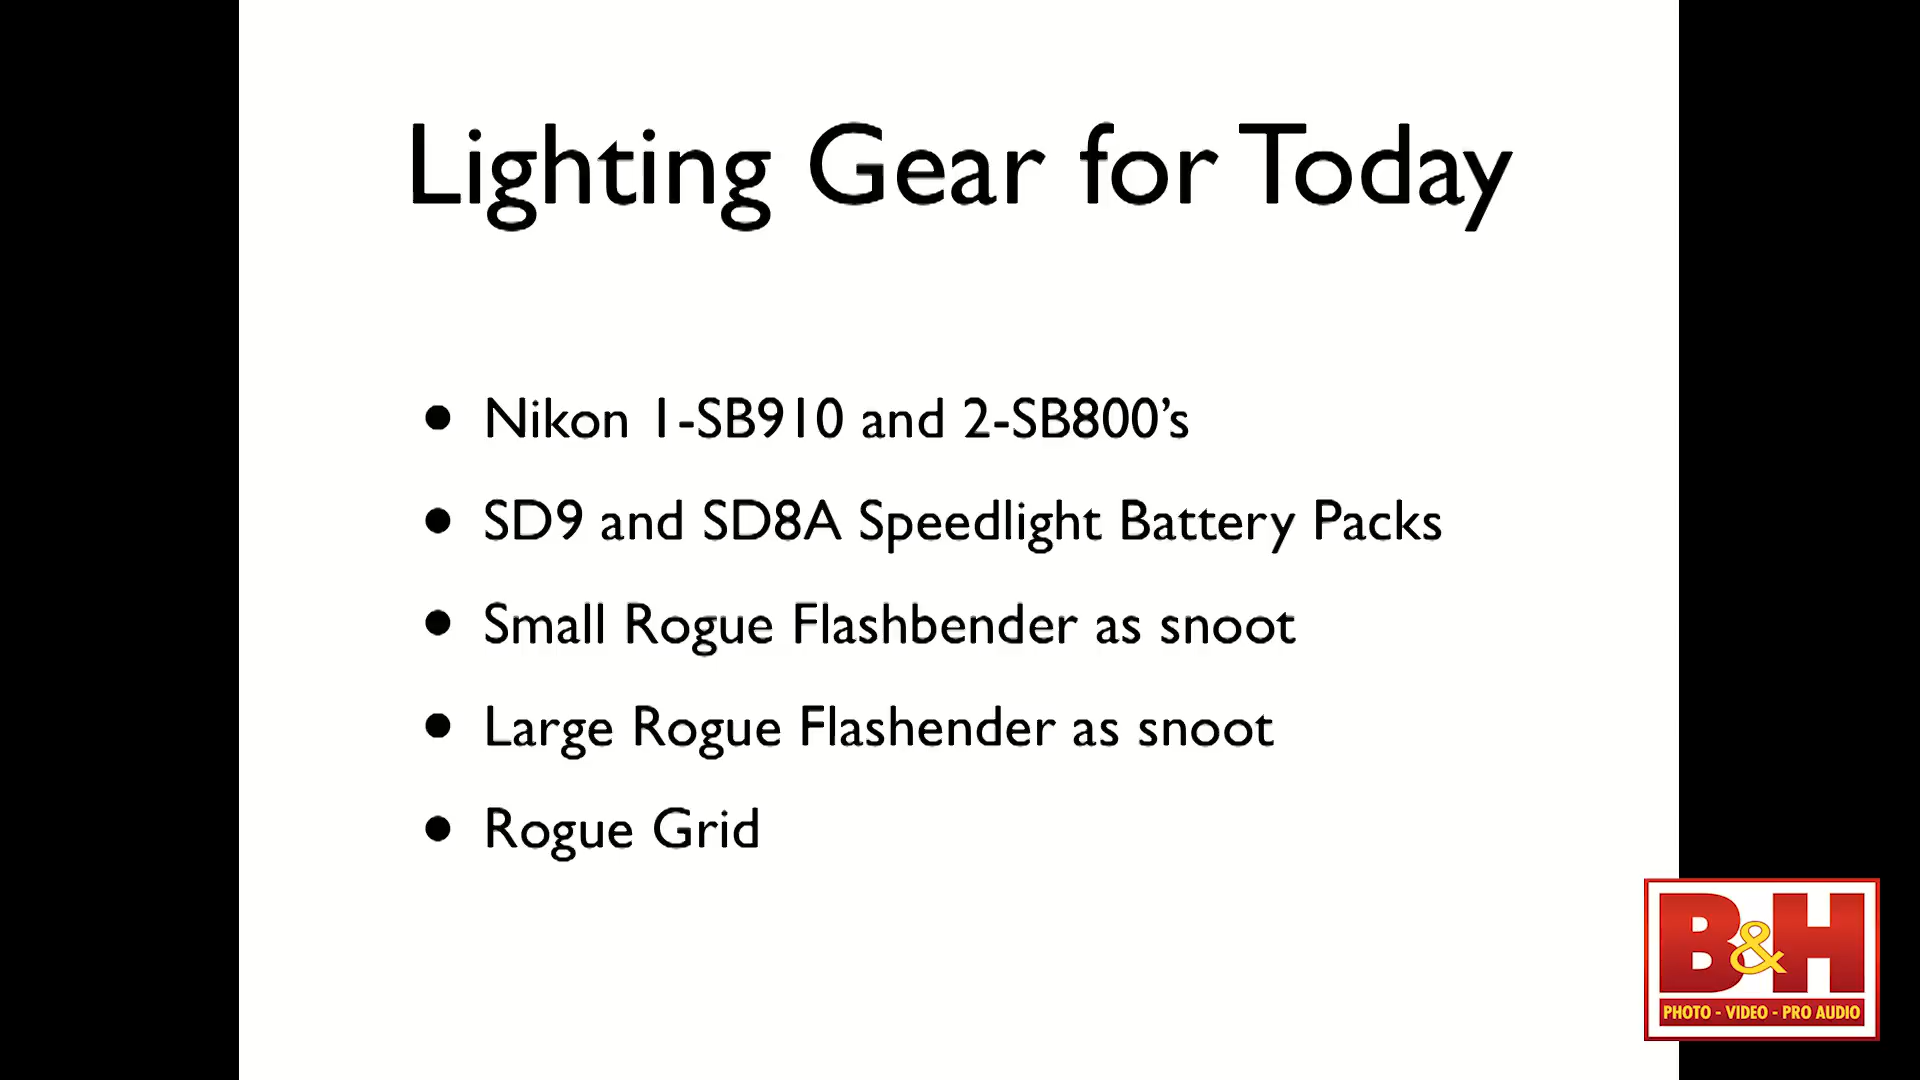 Lighting Gear for Today
• Nikon 1-SB910 and 2-SB800’s
• SD9 and SD8A Speedlight Battery Packs
• Small Rogue Flashbender as snoot
• Large Rogue Flashender as snoot
• Rogue Grid
B&H
PHOTO - VIDEO - PRO AUDIO